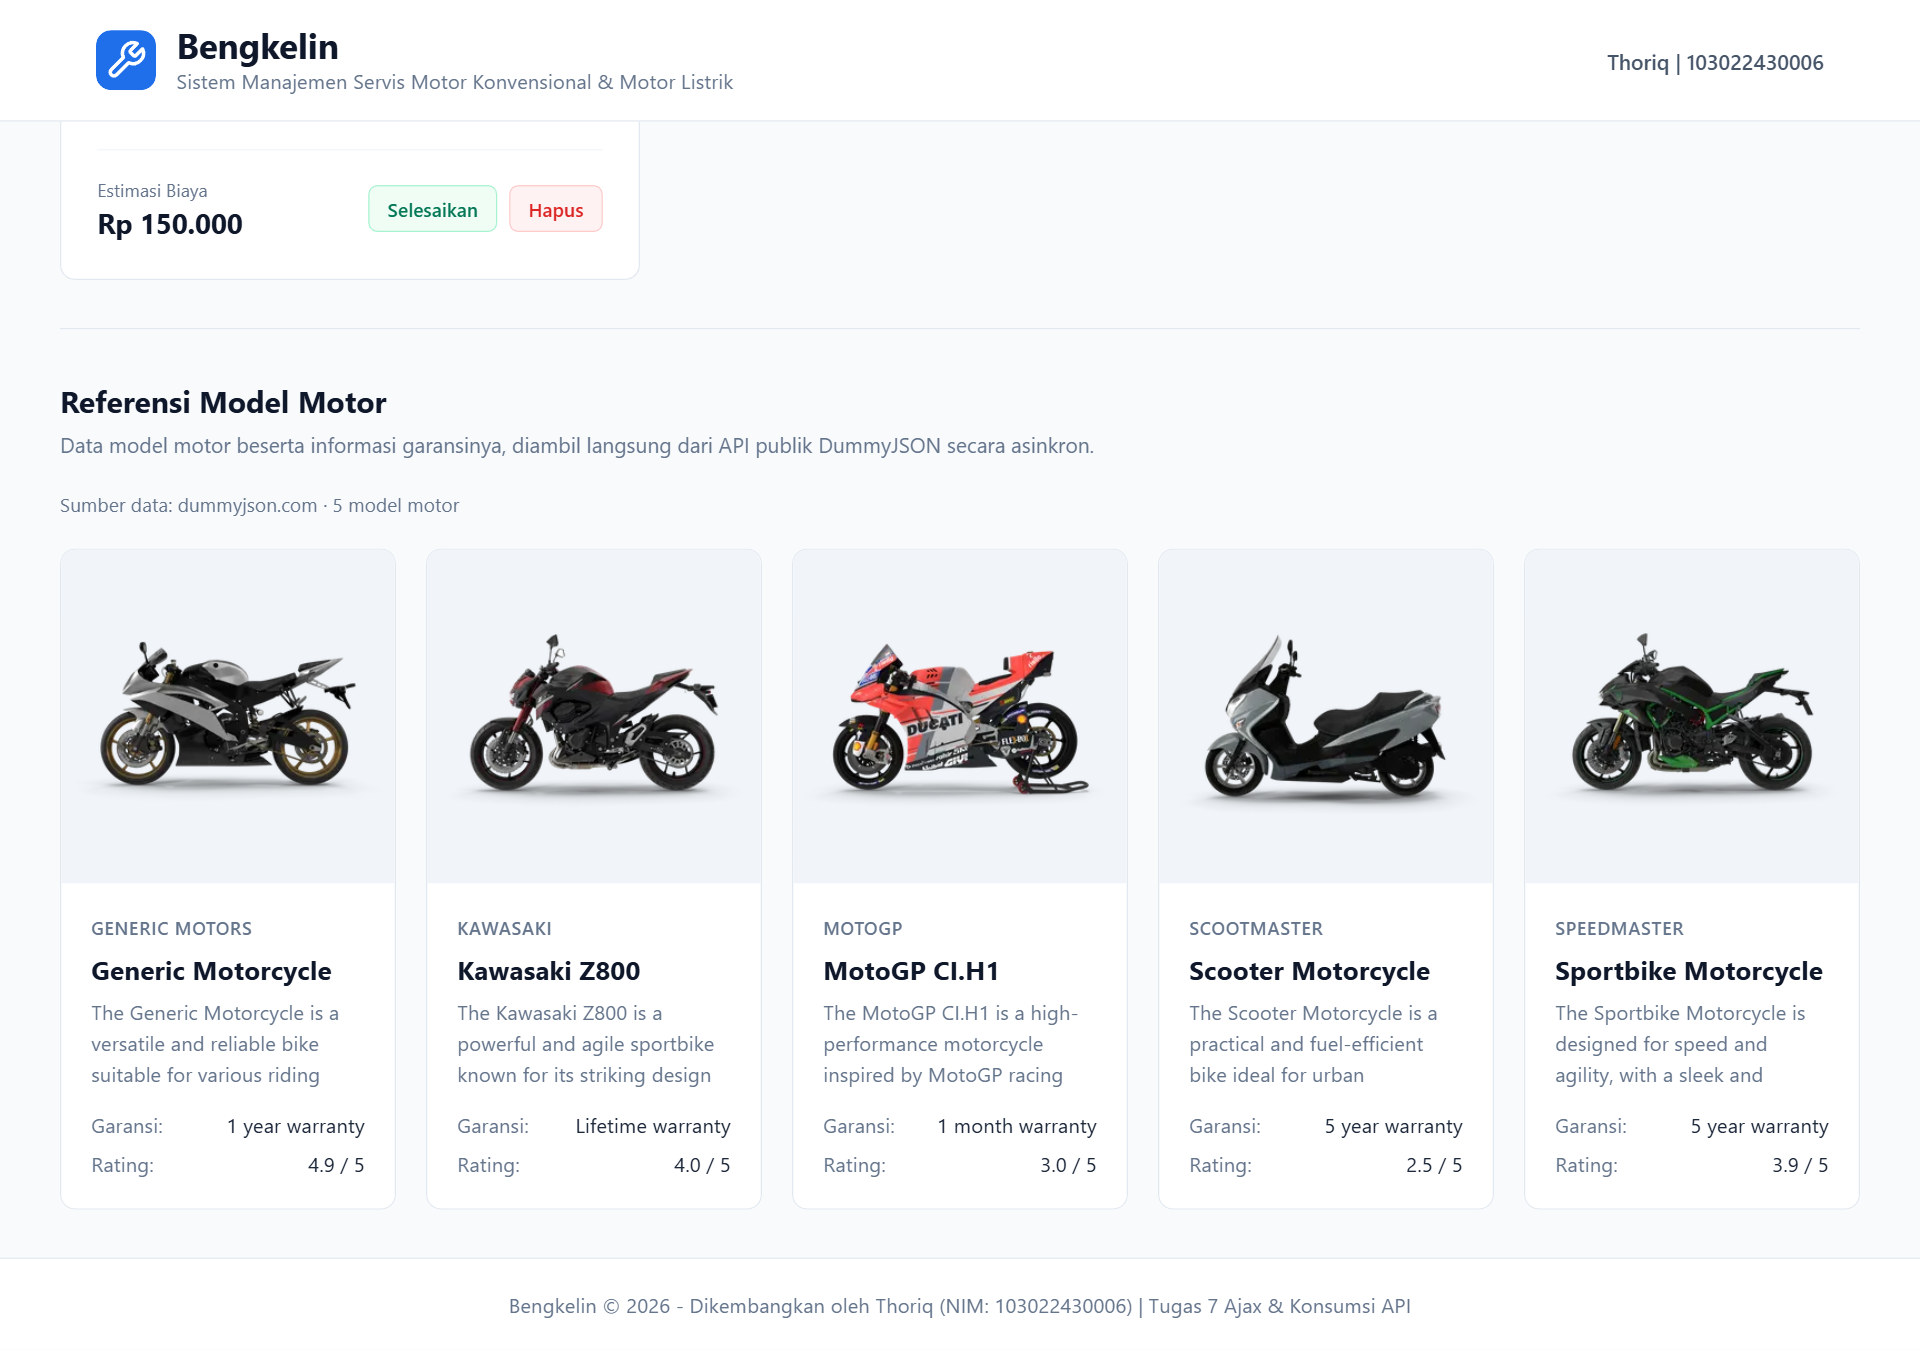 Bengkelin
Sistem Manajemen Servis Motor Konvensional & Motor Listrik
Thoriq | 103022430006
Estimasi Biaya
Rp 150.000
Selesaikan
Hapus
Referensi Model Motor
Data model motor beserta informasi garansinya, diambil langsung dari API publik DummyJSON secara asinkron.
Sumber data: dummyjson.com · 5 model motor
DUCATI
GENERIC MOTORS
Generic Motorcycle
The Generic Motorcycle is a
versatile and reliable bike
suitable for various riding
Garansi: 1 year warranty
Rating: 4.9 / 5
KAWASAKI
Kawasaki Z800
The Kawasaki Z800 is a
powerful and agile sportbike
known for its striking design
Garansi: Lifetime warranty
Rating: 4.0 / 5
MOTOGP
MotoGP CI.H1
The MotoGP CI.H1 is a high-
performance motorcycle
inspired by MotoGP racing
Garansi: 1 month warranty
Rating: 3.0 / 5
SCOOTMASTER
Scooter Motorcycle
The Scooter Motorcycle is a
practical and fuel-efficient
bike ideal for urban
Garansi: 5 year warranty
Rating: 2.5 / 5
SPEEDMASTER
Sportbike Motorcycle
The Sportbike Motorcycle is
designed for speed and
agility, with a sleek and
Garansi: 5 year warranty
Rating: 3.9 / 5
Bengkelin © 2026 - Dikembangkan oleh Thoriq (NIM: 103022430006) | Tugas 7 Ajax & Konsumsi API